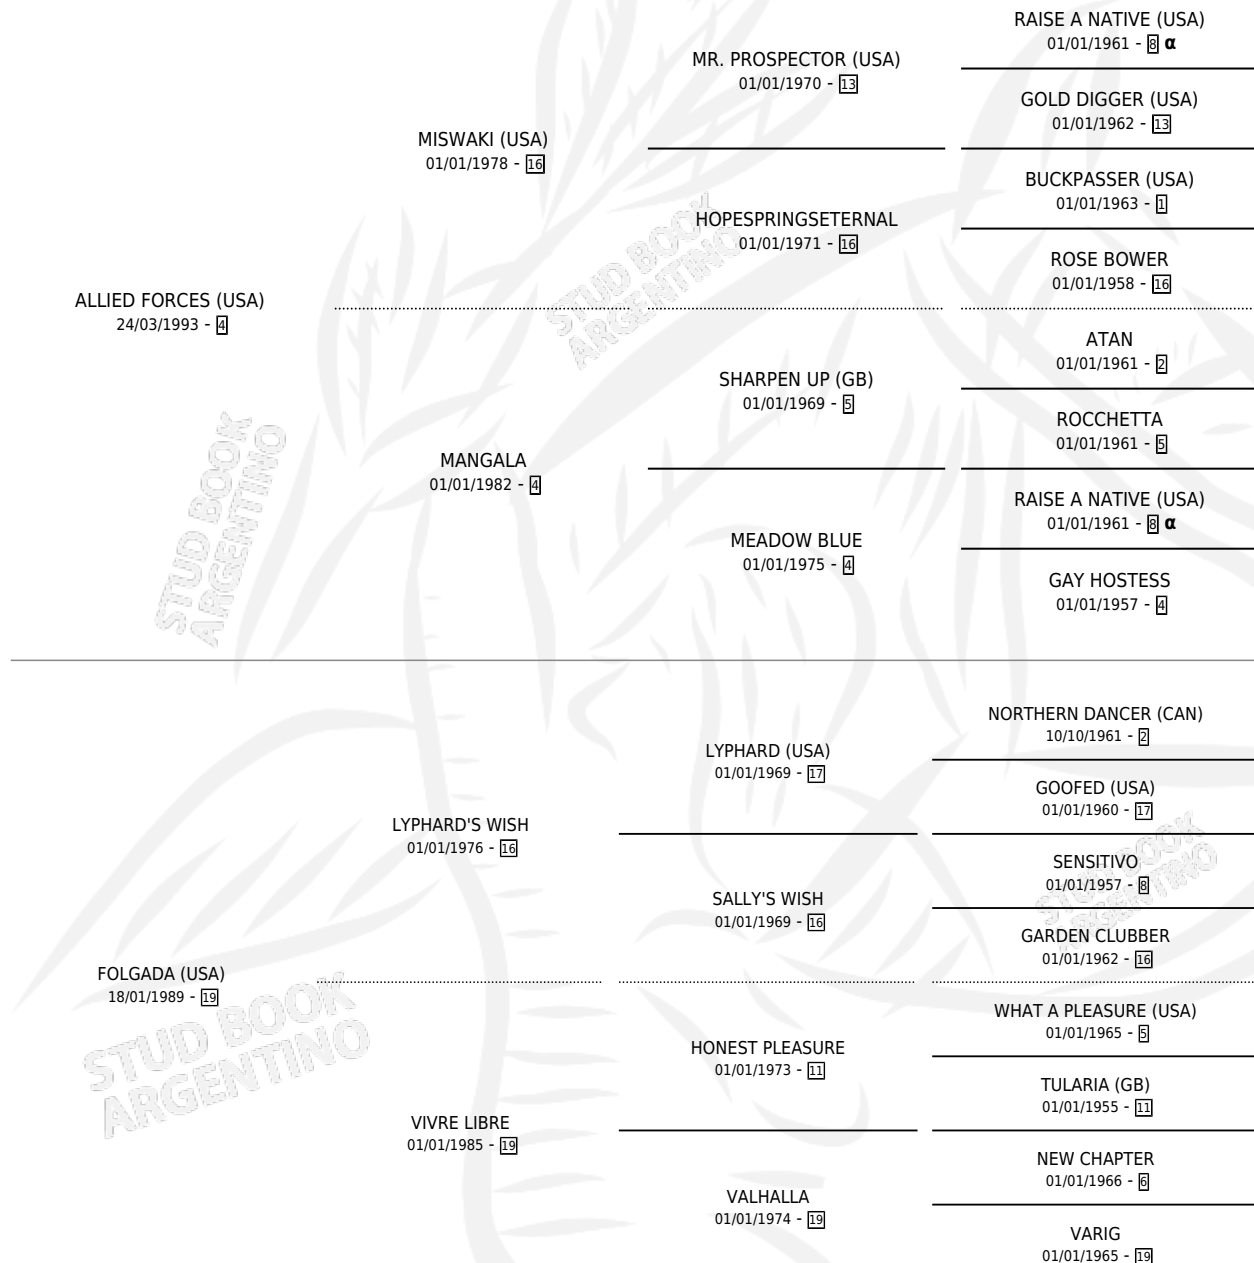 RAISE A NATIVE (USA)
01/01/1961 - 8 α
MR. PROSPECTOR (USA)
01/01/1970 - 13
GOLD DIGGER (USA)
01/01/1962 - 13
MISWAKI (USA)
01/01/1978 - 16
BUCKPASSER (USA)
01/01/1963 - 1
HOPESPRINGSETERNAL
01/01/1971 - 16
ROSE BOWER
01/01/1958 - 16
ALLIED FORCES (USA)
24/03/1993 - 4
ATAN
01/01/1961 - 2
SHARPEN UP (GB)
01/01/1969 - 5
ROCCHETTA
01/01/1961 - 5
MANGALA
01/01/1982 - 4
RAISE A NATIVE (USA)
01/01/1961 - 8 α
MEADOW BLUE
01/01/1975 - 4
GAY HOSTESS
01/01/1957 - 4
NORTHERN DANCER (CAN)
10/10/1961 - 2
LYPHARD (USA)
01/01/1969 - 17
GOOFED (USA)
01/01/1960 - 17
LYPHARD'S WISH
01/01/1976 - 16
SENSITIVO
01/01/1957 - 8
SALLY'S WISH
01/01/1969 - 16
GARDEN CLUBBER
01/01/1962 - 16
FOLGADA (USA)
18/01/1989 - 19
WHAT A PLEASURE (USA)
01/01/1965 - 5
HONEST PLEASURE
01/01/1973 - 11
TULARIA (GB)
01/01/1955 - 11
VIVRE LIBRE
01/01/1985 - 19
NEW CHAPTER
01/01/1966 - 6
VALHALLA
01/01/1974 - 19
VARIG
01/01/1965 - 19
STUD BOOK
ARGENTINO
STUD BOOK
ARGENTINO
STUD BOOK
ARGENTINO
STUD BOOK
ARGENTINO